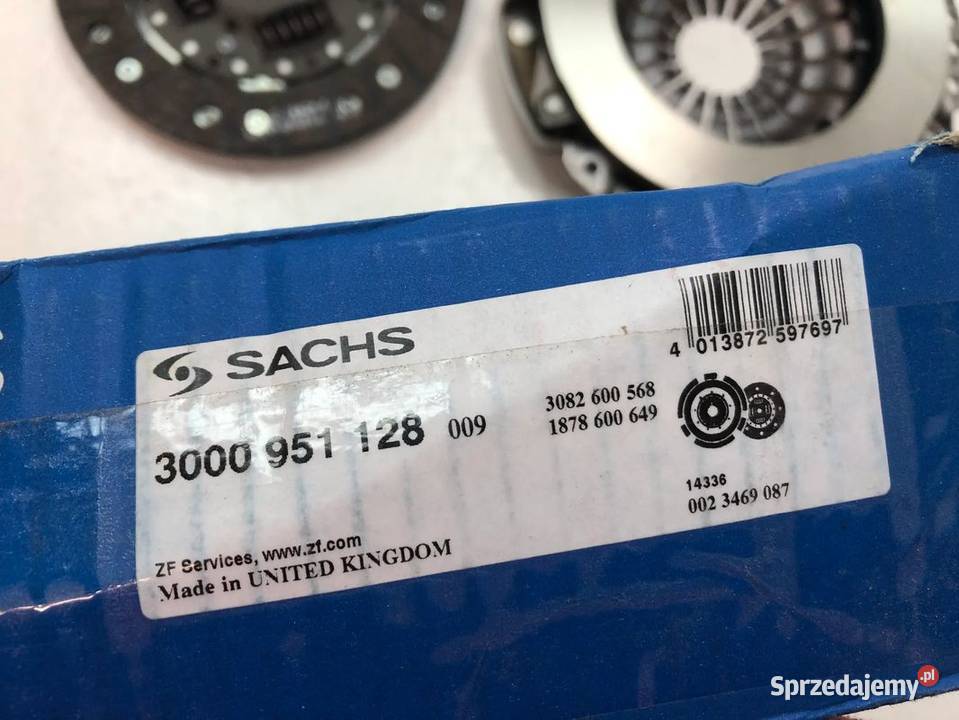 SACHS
4 013872 597697
3000 951 128 009
3082 600 568
1878 600 649
14336
002 3469 087
ZF Services, www.zf.com
Made in UNITED KINGDOM
Sprzedajemy.pl